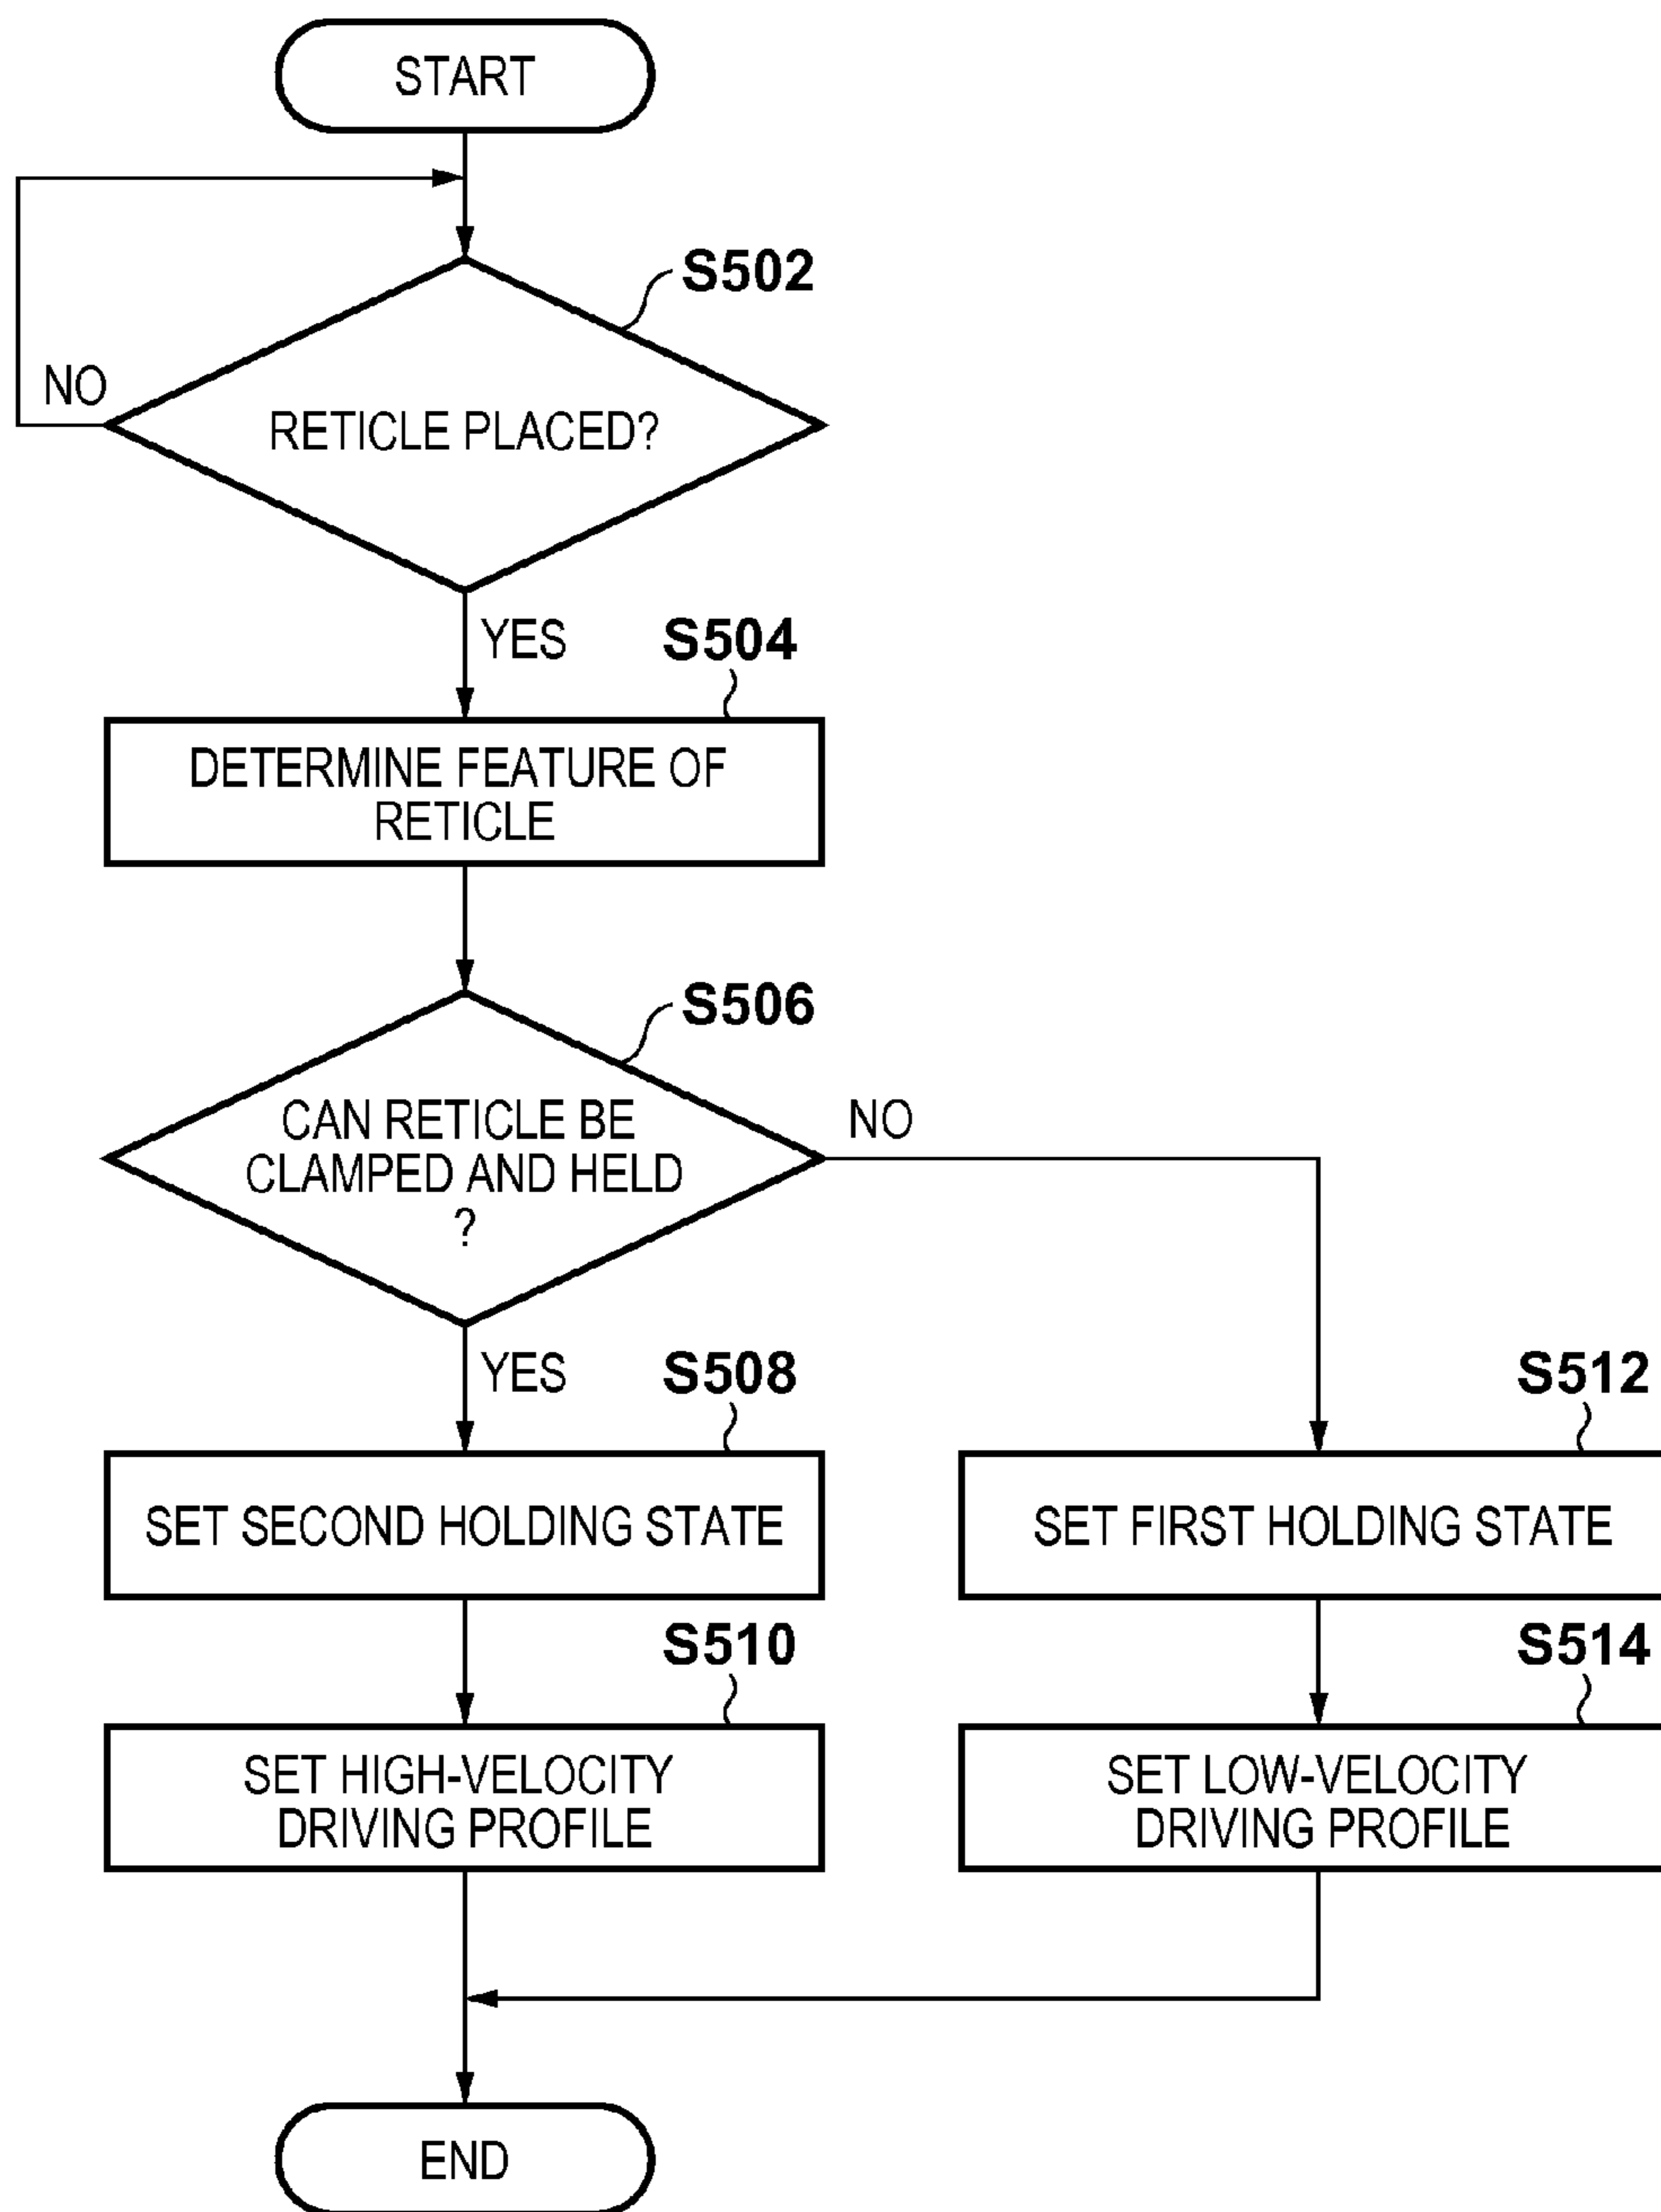 START
S502
NO
RETICLE PLACED?
YES
S504
DETERMINE FEATURE OF
RETICLE
S506
CAN RETICLE BE
CLAMPED AND HELD
?
NO
YES
S508
S512
SET SECOND HOLDING STATE
SET FIRST HOLDING STATE
S510
S514
SET HIGH-VELOCITY
DRIVING PROFILE
SET LOW-VELOCITY
DRIVING PROFILE
END